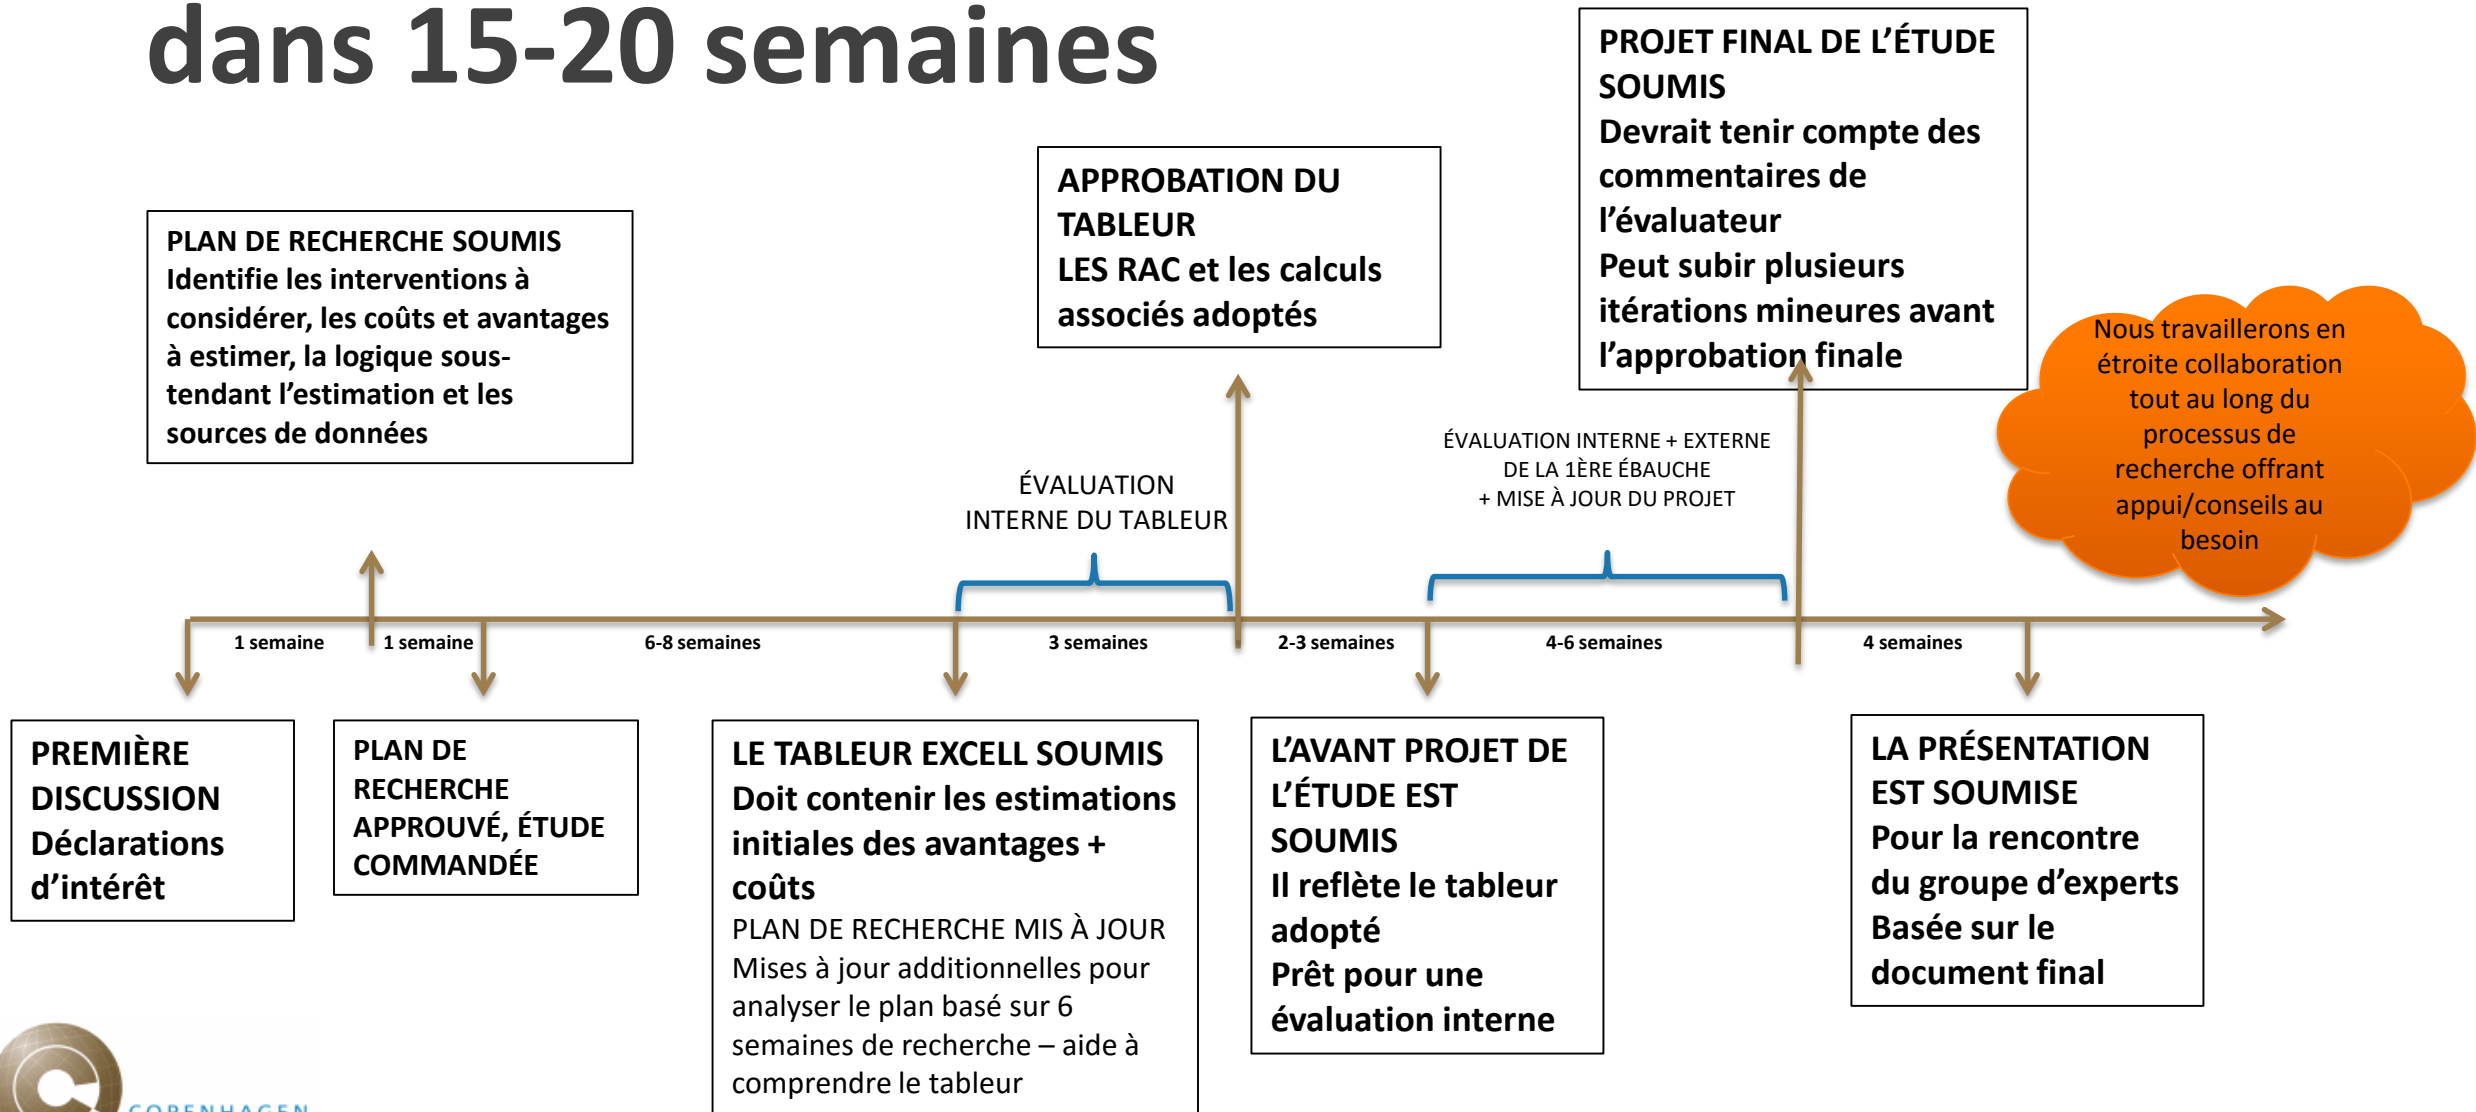 dans 15-20 semaines
PROJET FINAL DE L’ÉTUDE
SOUMIS
Devrait tenir compte des
commentaires de
l’évaluateur
Peut subir plusieurs
itérations mineures avant
l’approbation finale
APPROBATION DU
TABLEUR
LES RAC et les calculs
associés adoptés
PLAN DE RECHERCHE SOUMIS
Identifie les interventions à
considérer, les coûts et avantages
à estimer, la logique sous-
tendant l’estimation et les
sources de données
Nous travaillerons en
étroite collaboration
tout au long du
processus de
recherche offrant
appui/conseils au
besoin
ÉVALUATION
INTERNE DU TABLEUR
ÉVALUATION INTERNE + EXTERNE
DE LA 1ÈRE ÉBAUCHE
+ MISE À JOUR DU PROJET
1 semaine
1 semaine
6-8 semaines
3 semaines
2-3 semaines
4-6 semaines
4 semaines
PREMIÈRE
DISCUSSION
Déclarations
d’intérêt
PLAN DE
RECHERCHE
APPROUVÉ, ÉTUDE
COMMANDÉE
LE TABLEUR EXCELL SOUMIS
Doit contenir les estimations
initiales des avantages +
coûts
PLAN DE RECHERCHE MIS À JOUR
Mises à jour additionnelles pour
analyser le plan basé sur 6
semaines de recherche – aide à
comprendre le tableur
L’AVANT PROJET DE
L’ÉTUDE EST
SOUMIS
Il reflète le tableur
adopté
Prêt pour une
évaluation interne
LA PRÉSENTATION
EST SOUMISE
Pour la rencontre
du groupe d’experts
Basée sur le
document final
COPENHAGEN